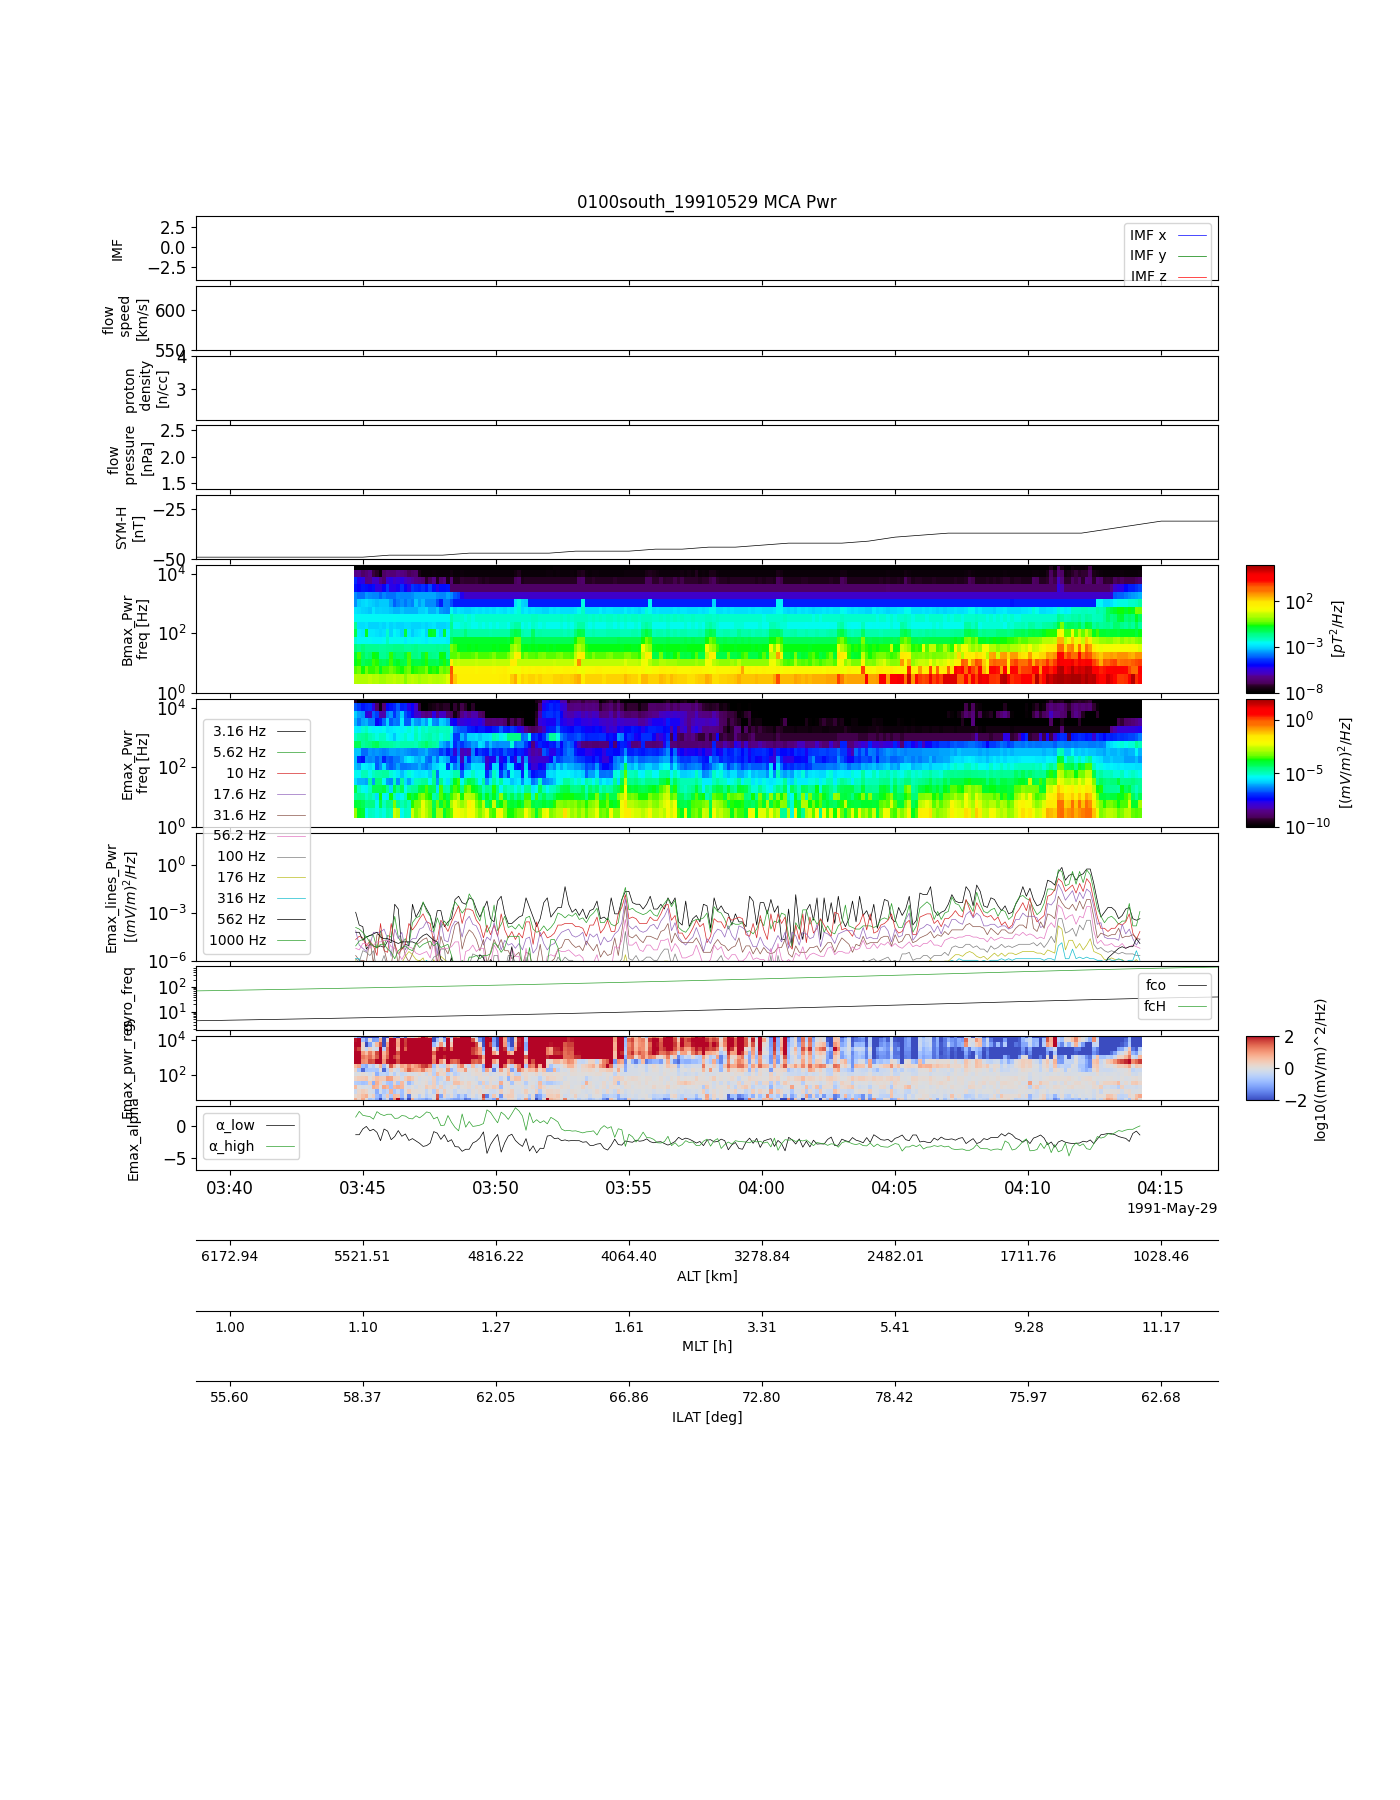 0100south_19910529 MCA Pwr
IMF
2.5
0.0
−2.5
IMF x
IMF y
IMF z
flow
speed
[km/s]
600
550
proton
density
[n/cc]
4
3
flow
pressure
[nPa]
2.5
2.0
1.5
SYM-H
[nT]
−25
−50
Bmax_Pwr
freq [Hz]
10^4
10^2
10^0
10^2
10^−3
10^−8
[pT^2/Hz]
Emax_Pwr
freq [Hz]
10^4
10^2
10^0
10^0
10^−5
10^−10
[(mV/m)^2/Hz]
3.16 Hz
5.62 Hz
10 Hz
17.6 Hz
31.6 Hz
56.2 Hz
100 Hz
176 Hz
316 Hz
562 Hz
1000 Hz
Emax_lines_Pwr
[(mV/m)^2/Hz]
10^0
10^−3
10^−6
gyro_freq
10^2
10^1
fco
fcH
Emax_pwr_res
10^4
10^2
2
0
−2
log10((mV/m)^2/Hz)
Emax_alpha
0
−5
α_low
α_high
03:40 03:45 03:50 03:55 04:00 04:05 04:10 04:15
1991-May-29
6172.94 5521.51 4816.22 4064.40 3278.84 2482.01 1711.76 1028.46
ALT [km]
1.00 1.10 1.27 1.61 3.31 5.41 9.28 11.17
MLT [h]
55.60 58.37 62.05 66.86 72.80 78.42 75.97 62.68
ILAT [deg]